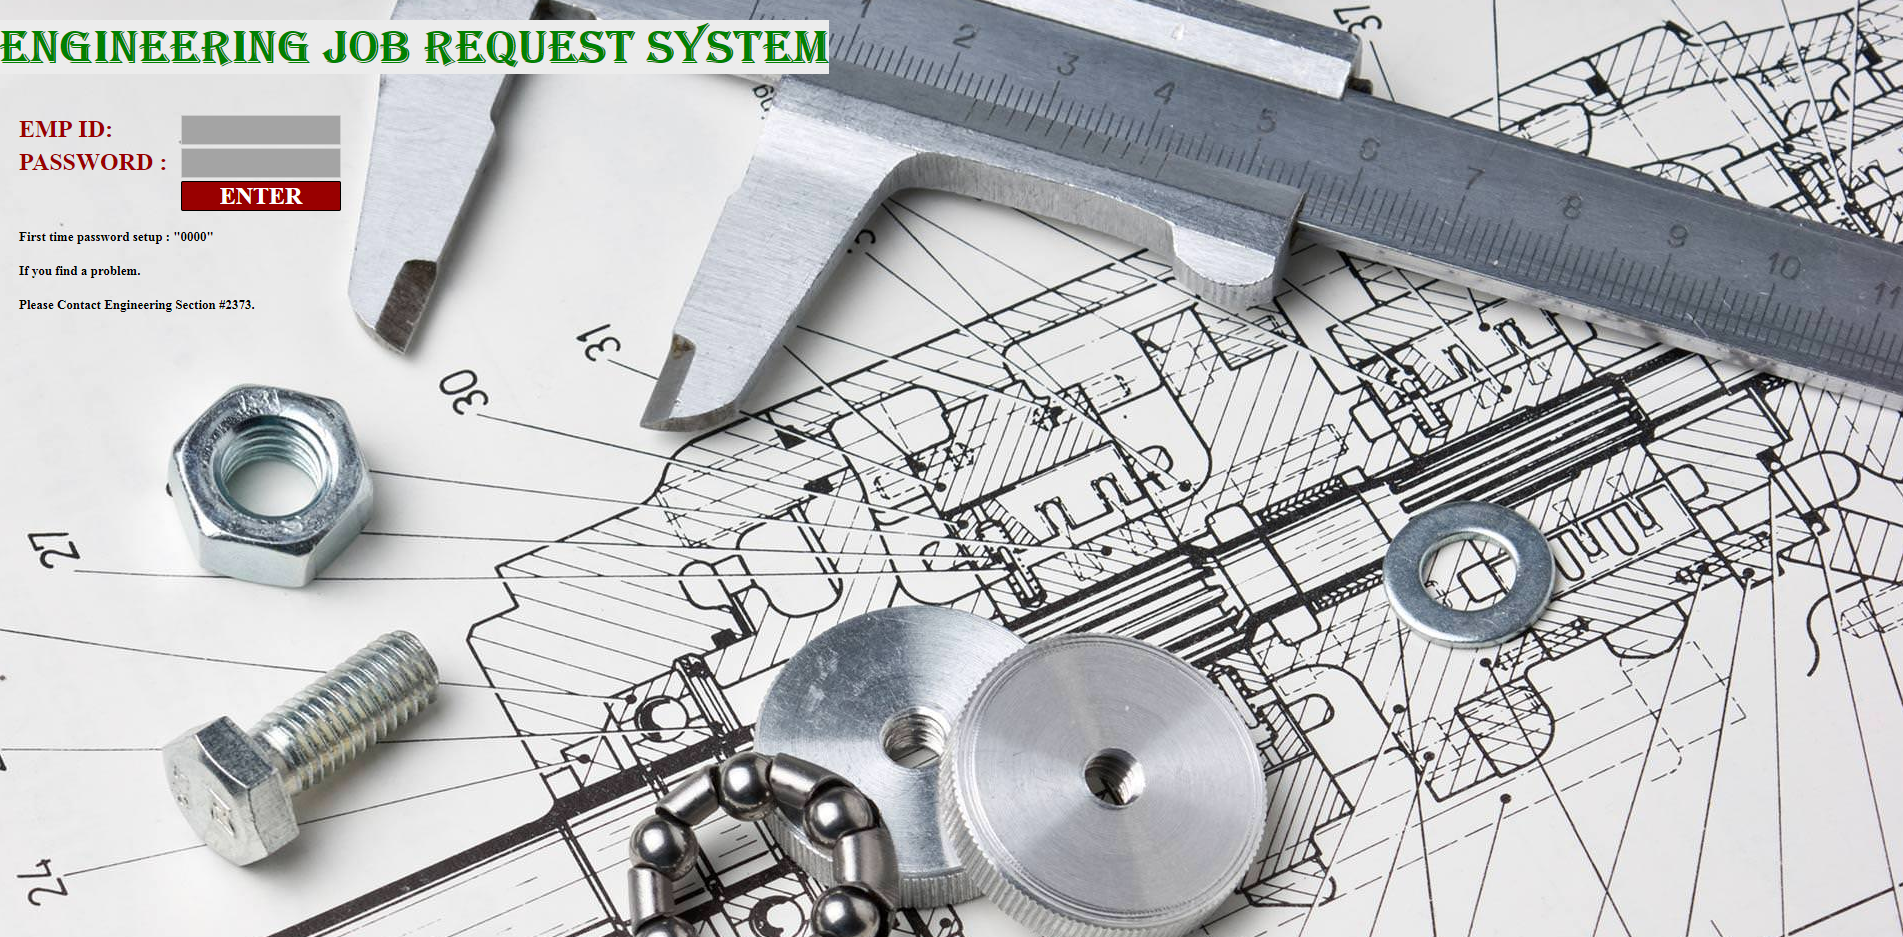 ENGINEERING JOB REQUEST SYSTEM
EMP ID:
PASSWORD :
ENTER
First time password setup : "0000"
If you find a problem.
Please Contact Engineering Section #2373.
1 2 3 4 5 6 7 8 9 10 11
4
37
31
30
27
24